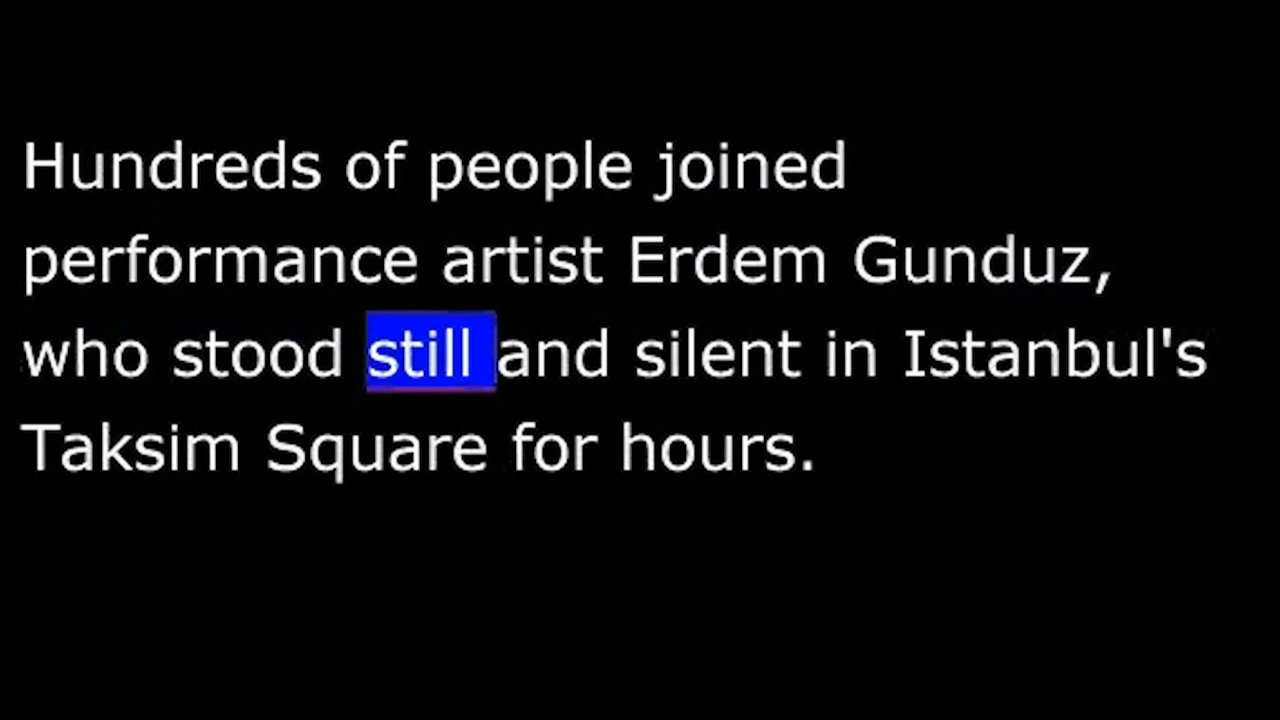 Hundreds of people joined
performance artist Erdem Gunduz,
who stood still and silent in Istanbul's
Taksim Square for hours.